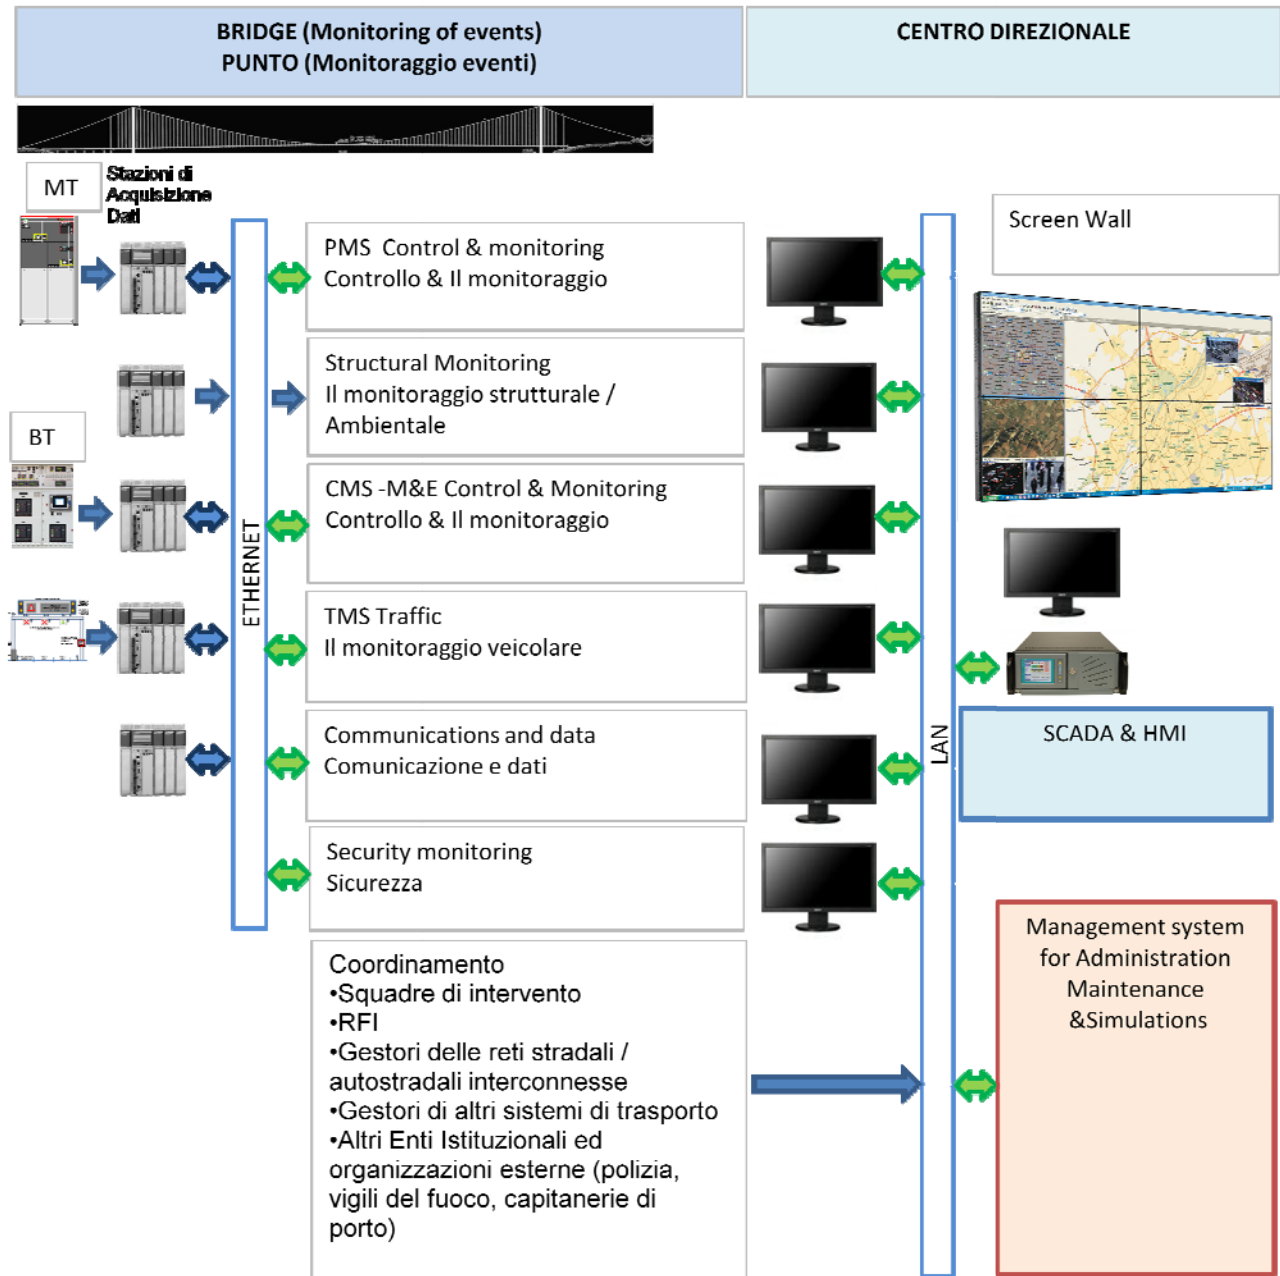 BRIDGE (Monitoring of events)
PUNTO (Monitoraggio eventi)
CENTRO DIREZIONALE
MT
Stazioni di
Acquisizione
Dati
PMS Control & monitoring
Controllo & Il monitoraggio
Screen Wall
Structural Monitoring
Il monitoraggio strutturale /
Ambientale
BT
CMS -M&E Control & Monitoring
Controllo & Il monitoraggio
ETHERNET
TMS Traffic
Il monitoraggio veicolare
LAN
SCADA & HMI
Communications and data
Comunicazione e dati
Security monitoring
Sicurezza
Management system
for Administration
Maintenance
&Simulations
Coordinamento
•Squadre di intervento
•RFI
•Gestori delle reti stradali /
autostradali interconnesse
•Gestori di altri sistemi di trasporto
•Altri Enti Istituzionali ed
organizzazioni esterne (polizia,
vigili del fuoco, capitanerie di
porto)